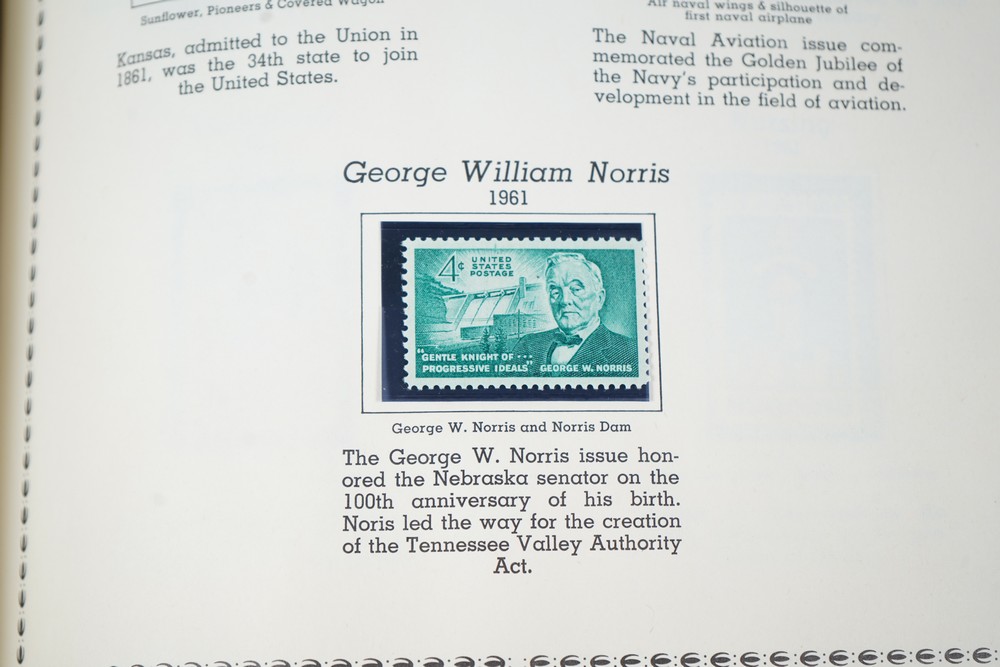 Sunflower, Pioneers & Covered Wagon
Kansas, admitted to the Union in
1861, was the 34th state to join
the United States.
Air naval wings & silhouette of
first naval airplane
The Naval Aviation issue com-
memorated the Golden Jubilee of
the Navy's participation and de-
velopment in the field of aviation.
George William Norris
1961
4¢ UNITED
STATES
POSTAGE
"GENTLE KNIGHT OF ...
PROGRESSIVE IDEALS" GEORGE W. NORRIS
George W. Norris and Norris Dam
The George W. Norris issue hon-
ored the Nebraska senator on the
100th anniversary of his birth.
Noris led the way for the creation
of the Tennessee Valley Authority
Act.